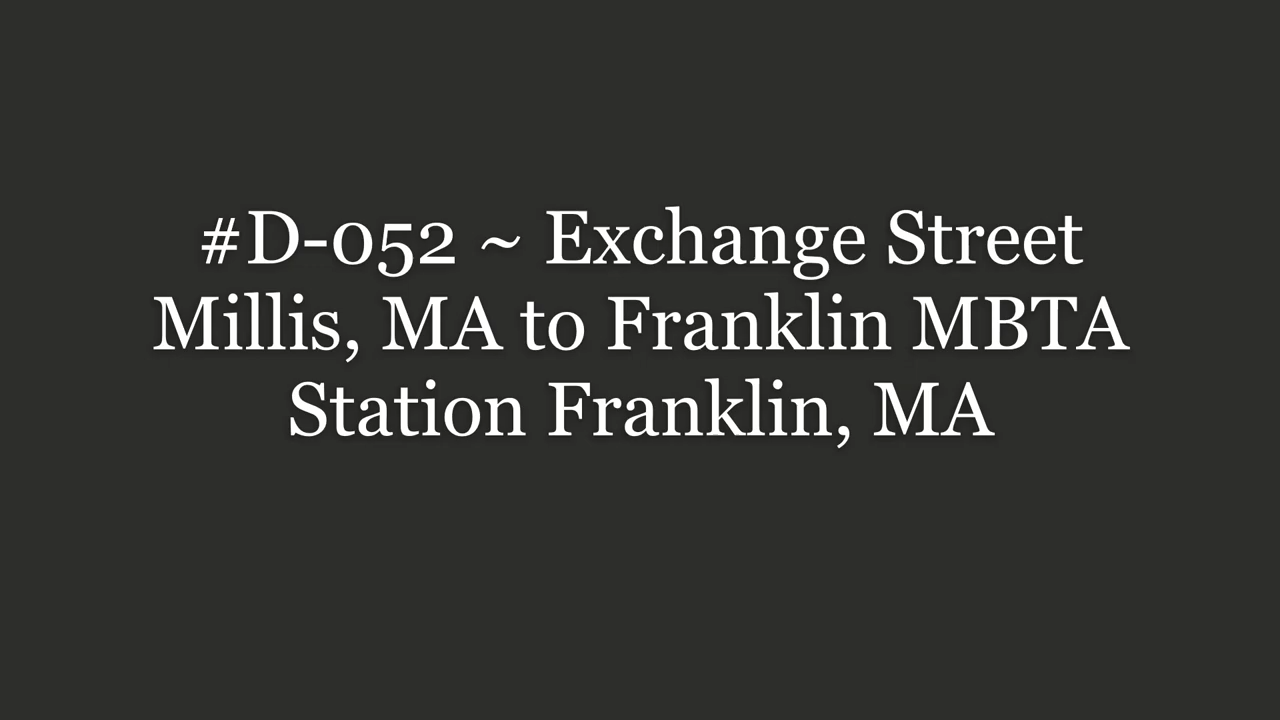 #D-052 ~ Exchange Street
Millis, MA to Franklin MBTA
Station Franklin, MA